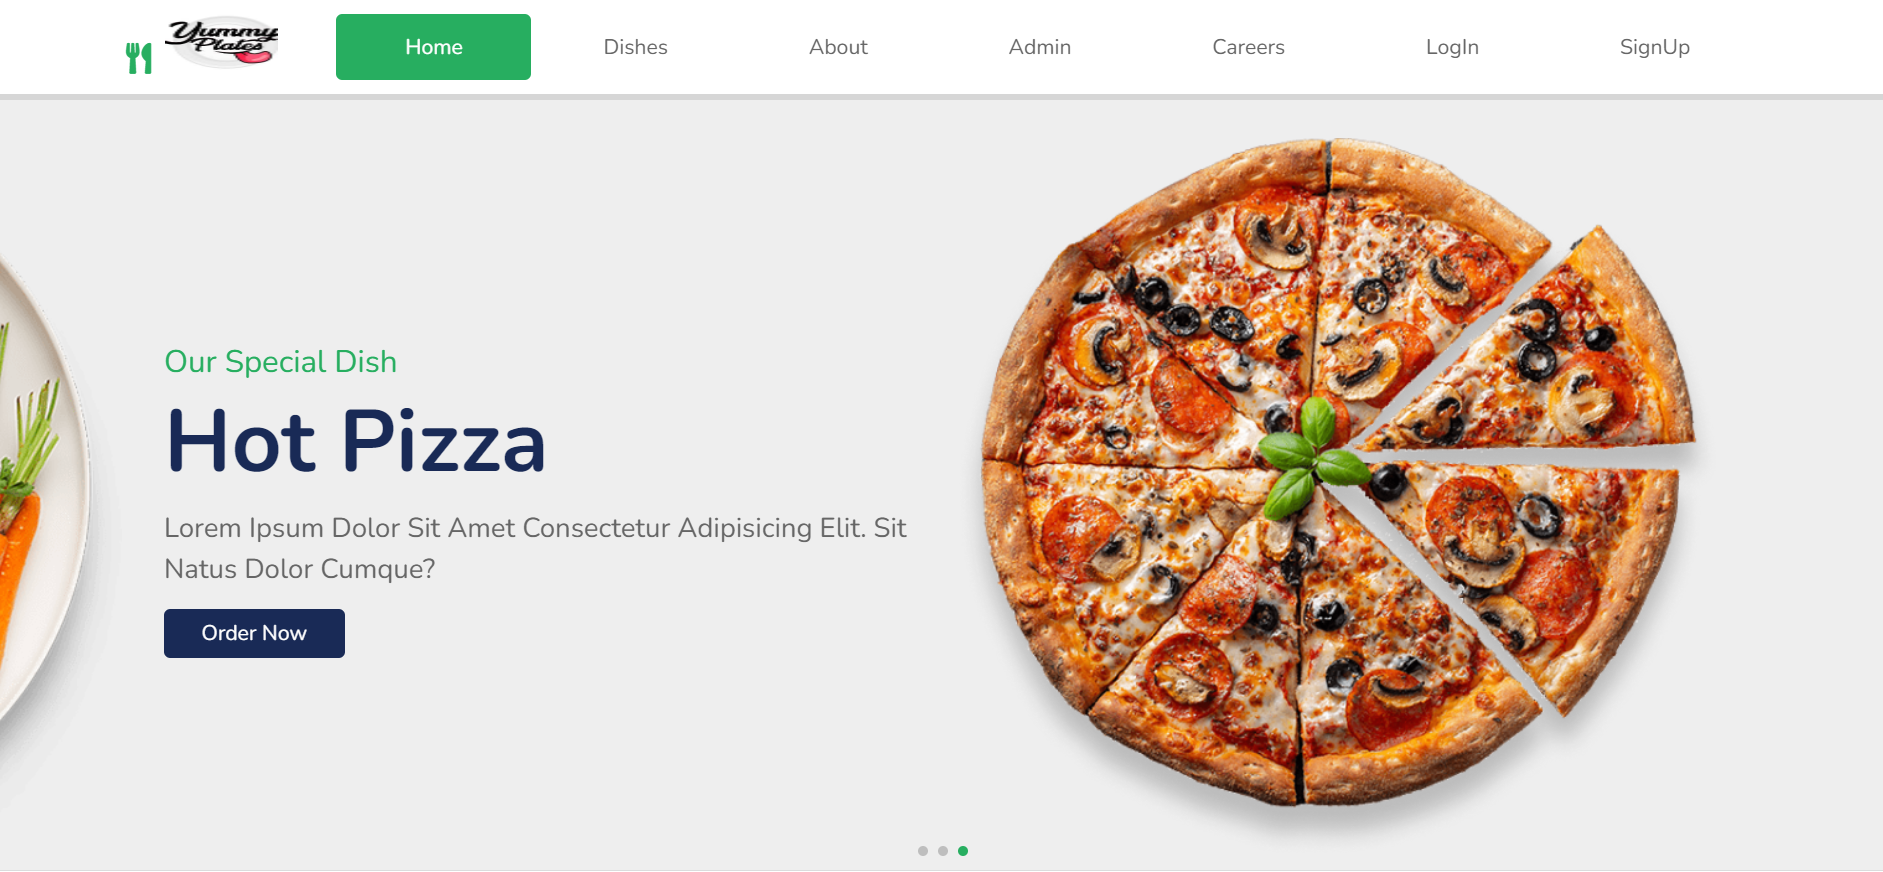 Yummy
Plates
Home
Dishes
About
Admin
Careers
LogIn
SignUp
Our Special Dish
Hot Pizza
Lorem Ipsum Dolor Sit Amet Consectetur Adipisicing Elit. Sit
Natus Dolor Cumque?
Order Now